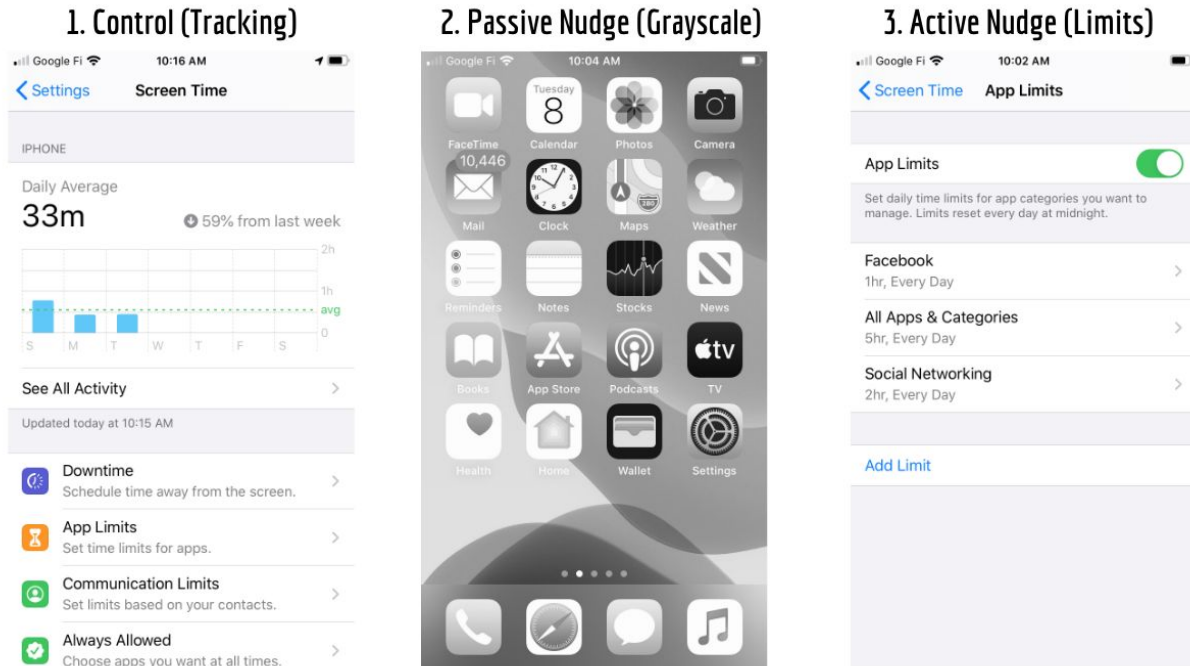 1. Control (Tracking)
Google Fi 10:16 AM
Settings Screen Time
IPHONE
Daily Average
33m 59% from last week
2h
1h
avg
0
S M T W T F S
See All Activity
Updated today at 10:15 AM
Downtime
Schedule time away from the screen.
App Limits
Set time limits for apps.
Communication Limits
Set limits based on your contacts.
Always Allowed
Choose apps you want at all times.
2. Passive Nudge (Grayscale)
Google Fi 10:04 AM
Tuesday
8
FaceTime Calendar Photos Camera
10,446
12
280
Mail Clock Maps Weather
Reminders Notes Stocks News
tv
Books App Store Podcasts TV
Health Home Wallet Settings
3. Active Nudge (Limits)
Google Fi 10:02 AM
Screen Time App Limits
App Limits
Set daily time limits for app categories you want to
manage. Limits reset every day at midnight.
Facebook
1hr, Every Day
All Apps & Categories
5hr, Every Day
Social Networking
2hr, Every Day
Add Limit